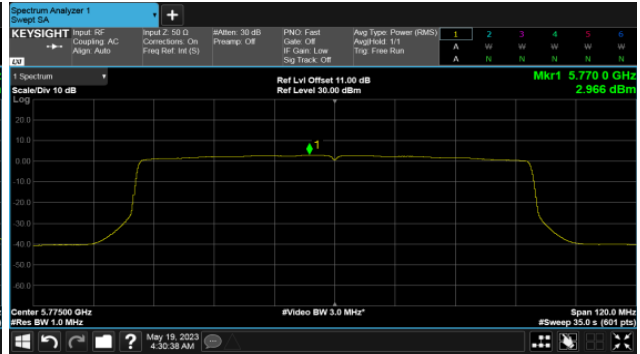 Spectrum Analyzer 1
Swept SA
KEYSIGHT Input: RF
Coupling: AC
Align: Auto
Input Z: 50 Ω
Corrections: On
Freq Ref: Int (S)
#Atten: 30 dB
Preamp: Off
PNO: Fast
Gate: Off
IF Gain: Low
Sig Track: Off
Avg Type: Power (RMS)
Avg|Hold: 1/1
Trig: Free Run
1 2 3 4 5 6
A W W W W W
A N N N N N
LXI
1 Spectrum
Scale/Div 10 dB
Log
Ref Lvl Offset 11.00 dB
Ref Level 30.00 dBm
Mkr1 5.770 0 GHz
2.966 dBm
20.0
10.0
0.00
-10.0
-20.0
-30.0
-40.0
-50.0
-60.0
1
Center 5.77500 GHz
#Res BW 1.0 MHz
#Video BW 3.0 MHz*
Span 120.0 MHz
#Sweep 35.0 s (601 pts)
? May 19, 2023
4:30:38 AM